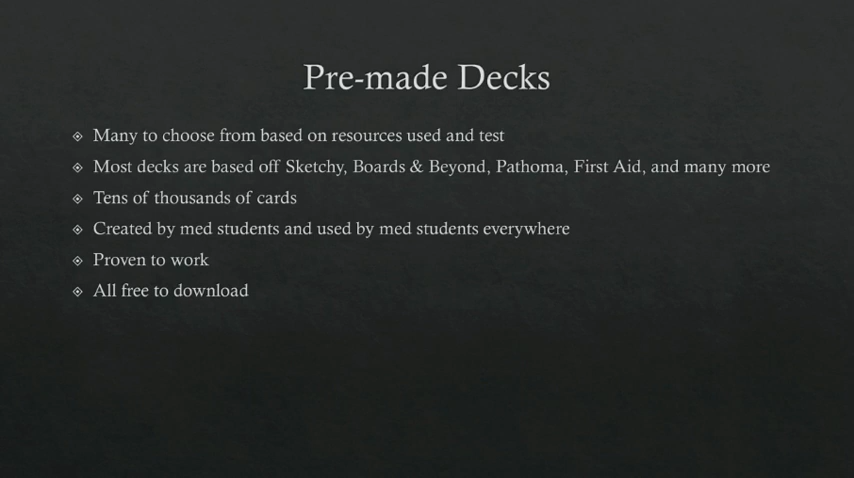 Pre-made Decks
Many to choose from based on resources used and test
Most decks are based off Sketchy, Boards & Beyond, Pathoma, First Aid, and many more
Tens of thousands of cards
Created by med students and used by med students everywhere
Proven to work
All free to download